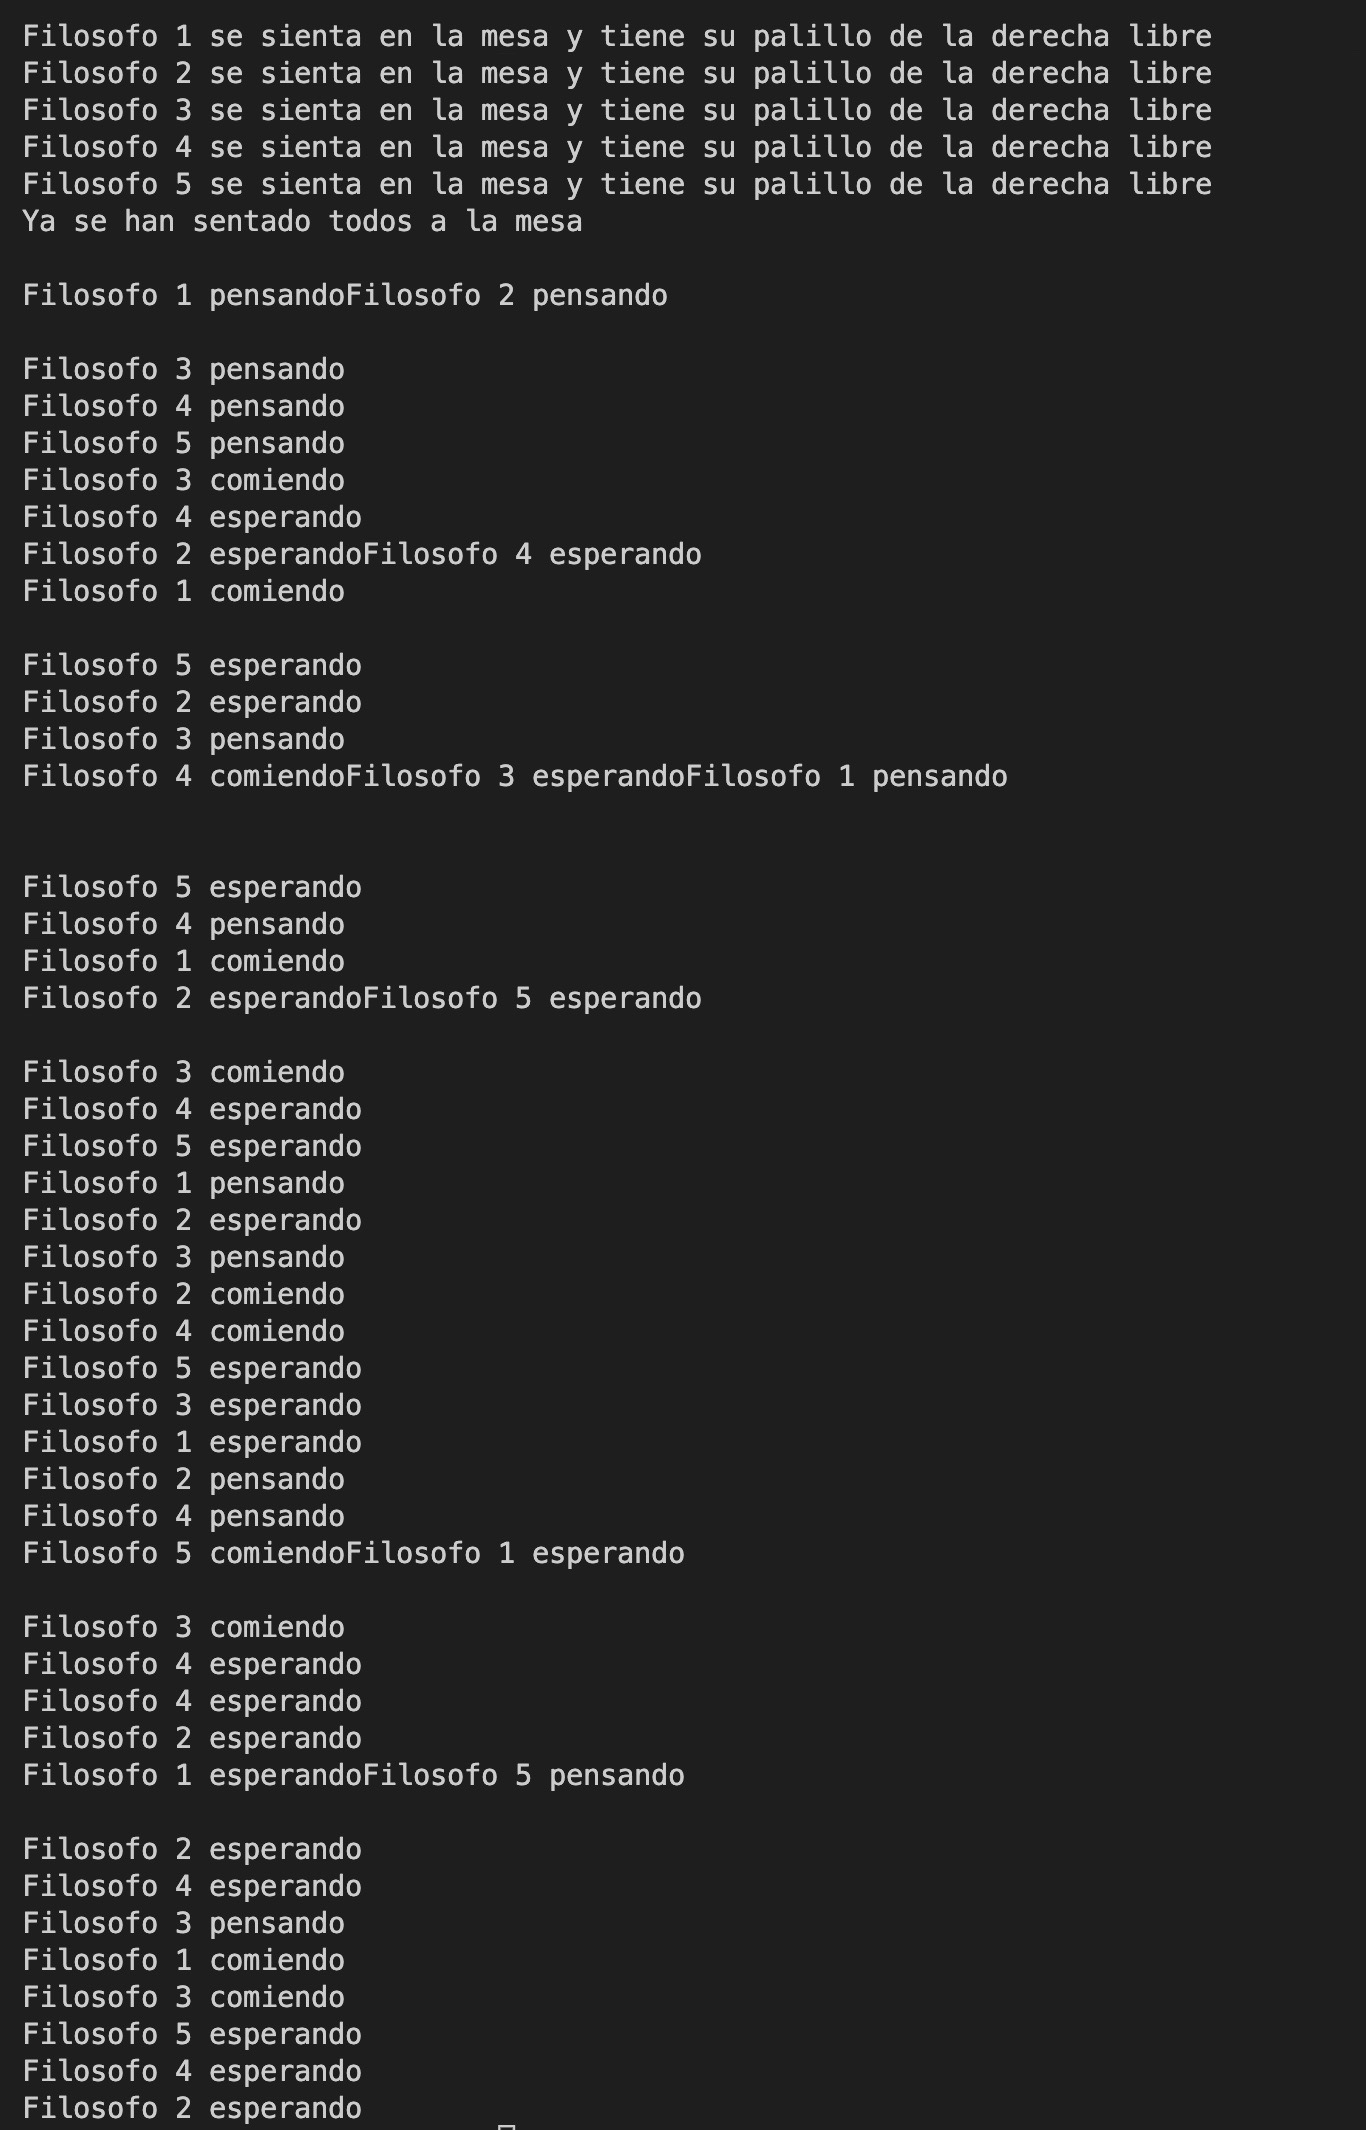 Filosofo 1 se sienta en la mesa y tiene su palillo de la derecha libre
Filosofo 2 se sienta en la mesa y tiene su palillo de la derecha libre
Filosofo 3 se sienta en la mesa y tiene su palillo de la derecha libre
Filosofo 4 se sienta en la mesa y tiene su palillo de la derecha libre
Filosofo 5 se sienta en la mesa y tiene su palillo de la derecha libre
Ya se han sentado todos a la mesa
Filosofo 1 pensandoFilosofo 2 pensando
Filosofo 3 pensando
Filosofo 4 pensando
Filosofo 5 pensando
Filosofo 3 comiendo
Filosofo 4 esperando
Filosofo 2 esperandoFilosofo 4 esperando
Filosofo 1 comiendo
Filosofo 5 esperando
Filosofo 2 esperando
Filosofo 3 pensando
Filosofo 4 comiendoFilosofo 3 esperandoFilosofo 1 pensando
Filosofo 5 esperando
Filosofo 4 pensando
Filosofo 1 comiendo
Filosofo 2 esperandoFilosofo 5 esperando
Filosofo 3 comiendo
Filosofo 4 esperando
Filosofo 5 esperando
Filosofo 1 pensando
Filosofo 2 esperando
Filosofo 3 pensando
Filosofo 2 comiendo
Filosofo 4 comiendo
Filosofo 5 esperando
Filosofo 3 esperando
Filosofo 1 esperando
Filosofo 2 pensando
Filosofo 4 pensando
Filosofo 5 comiendoFilosofo 1 esperando
Filosofo 3 comiendo
Filosofo 4 esperando
Filosofo 4 esperando
Filosofo 2 esperando
Filosofo 1 esperandoFilosofo 5 pensando
Filosofo 2 esperando
Filosofo 4 esperando
Filosofo 3 pensando
Filosofo 1 comiendo
Filosofo 3 comiendo
Filosofo 5 esperando
Filosofo 4 esperando
Filosofo 2 esperando